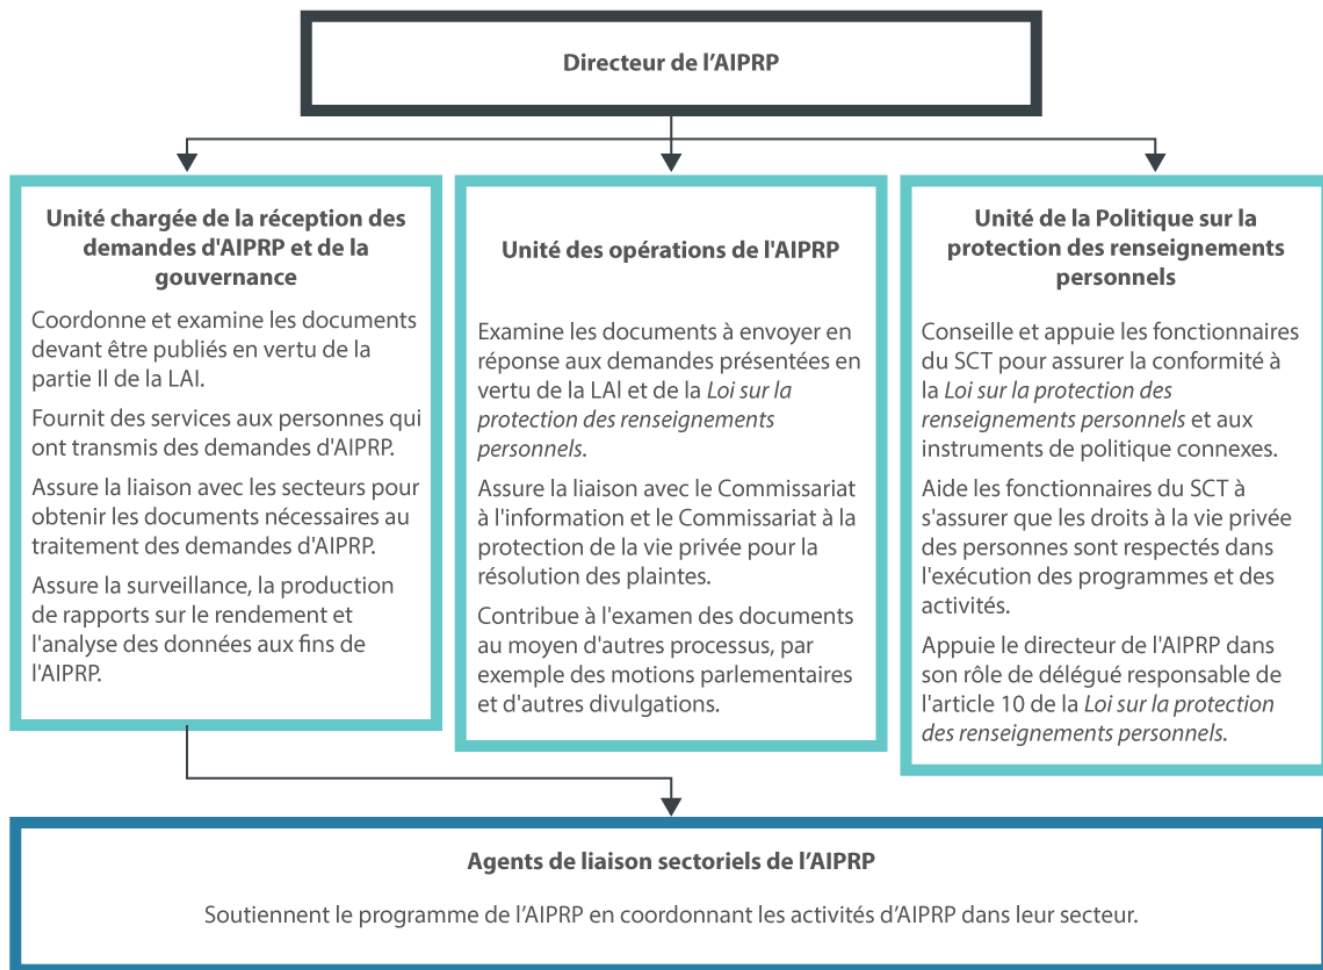 Directeur de l’AIPRP
Unité chargée de la réception des
demandes d'AIPRP et de la
gouvernance
Coordonne et examine les documents
devant être publiés en vertu de la
partie II de la LAI.
Fournit des services aux personnes qui
ont transmis des demandes d'AIPRP.
Assure la liaison avec les secteurs pour
obtenir les documents nécessaires au
traitement des demandes d'AIPRP.
Assure la surveillance, la production
de rapports sur le rendement et
l'analyse des données aux fins de
l'AIPRP.
Unité des opérations de l'AIPRP
Examine les documents à envoyer en
réponse aux demandes présentées en
vertu de la LAI et de la Loi sur la
protection des renseignements
personnels.
Assure la liaison avec le Commissariat
à l'information et le Commissariat à la
protection de la vie privée pour la
résolution des plaintes.
Contribue à l'examen des documents
au moyen d'autres processus, par
exemple des motions parlementaires
et d'autres divulgations.
Unité de la Politique sur la
protection des renseignements
personnels
Conseille et appuie les fonctionnaires
du SCT pour assurer la conformité à
la Loi sur la protection des
renseignements personnels et aux
instruments de politique connexes.
Aide les fonctionnaires du SCT à
s'assurer que les droits à la vie privée
des personnes sont respectés dans
l'exécution des programmes et des
activités.
Appuie le directeur de l'AIPRP dans
son rôle de délégué responsable de
l'article 10 de la Loi sur la protection
des renseignements personnels.
Agents de liaison sectoriels de l’AIPRP
Soutiennent le programme de l’AIPRP en coordonnant les activités d’AIPRP dans leur secteur.